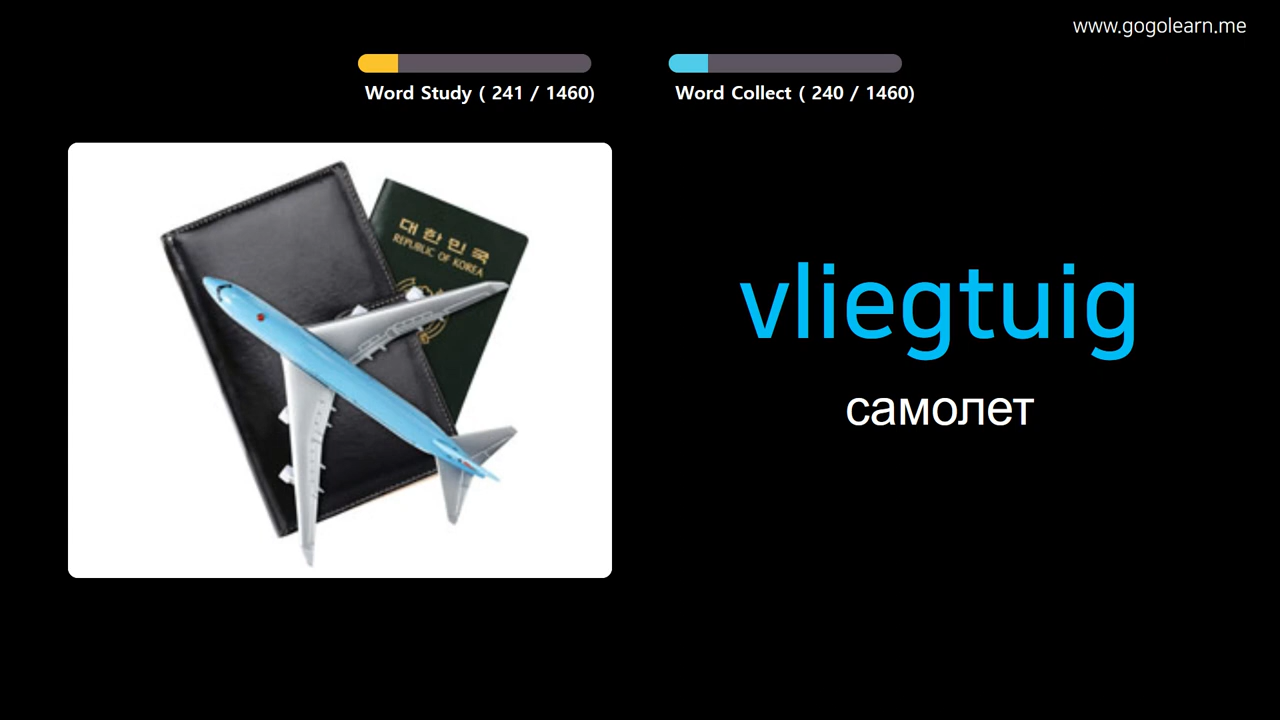 www.gogolearn.me
Word Study ( 241 / 1460)
Word Collect ( 240 / 1460)
대한민국
REPUBLIC OF KOREA
vliegtuig
самолет